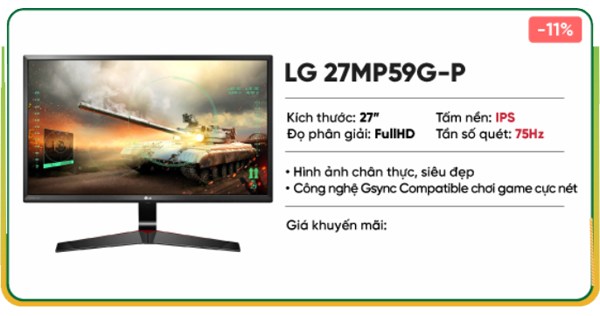 -11%
LG 27MP59G-P
Kích thước: 27” Tấm nền: IPS
Độ phân giải: FullHD Tần số quét: 75Hz
• Hình ảnh chân thực, siêu đẹp
• Công nghệ Gsync Compatible chơi game cực nét
Giá khuyến mãi:
LG